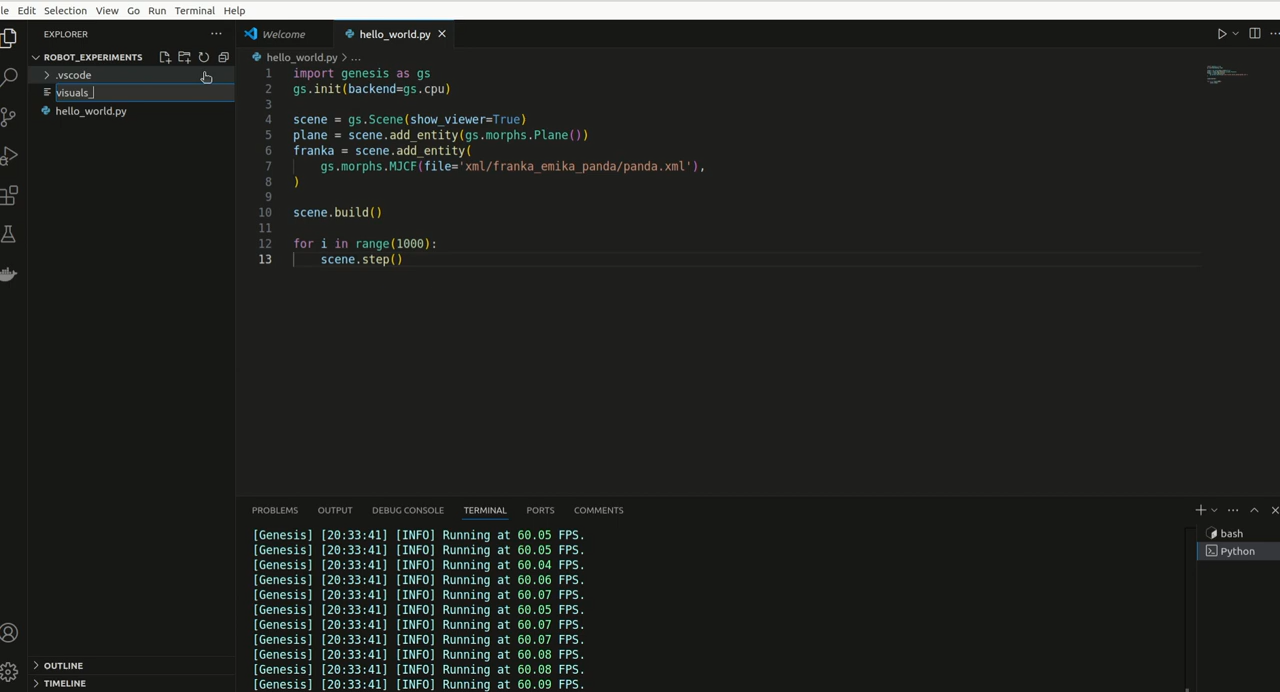 le Edit Selection View Go Run Terminal Help
EXPLORER
ROBOT_EXPERIMENTS
.vscode
visuals_
hello_world.py
OUTLINE
TIMELINE
Welcome
hello_world.py
hello_world.py > ...
1 import genesis as gs
2 gs.init(backend=gs.cpu)
3
4 scene = gs.Scene(show_viewer=True)
5 plane = scene.add_entity(gs.morphs.Plane())
6 franka = scene.add_entity(
7 gs.morphs.MJCF(file='xml/franka_emika_panda/panda.xml'),
8 )
9
10 scene.build()
11
12 for i in range(1000):
13 scene.step()
PROBLEMS OUTPUT DEBUG CONSOLE TERMINAL PORTS COMMENTS
[Genesis] [20:33:41] [INFO] Running at 60.05 FPS.
[Genesis] [20:33:41] [INFO] Running at 60.05 FPS.
[Genesis] [20:33:41] [INFO] Running at 60.04 FPS.
[Genesis] [20:33:41] [INFO] Running at 60.06 FPS.
[Genesis] [20:33:41] [INFO] Running at 60.07 FPS.
[Genesis] [20:33:41] [INFO] Running at 60.05 FPS.
[Genesis] [20:33:41] [INFO] Running at 60.07 FPS.
[Genesis] [20:33:41] [INFO] Running at 60.07 FPS.
[Genesis] [20:33:41] [INFO] Running at 60.08 FPS.
[Genesis] [20:33:41] [INFO] Running at 60.08 FPS.
[Genesis] [20:33:41] [INFO] Running at 60.09 FPS.
bash
Python